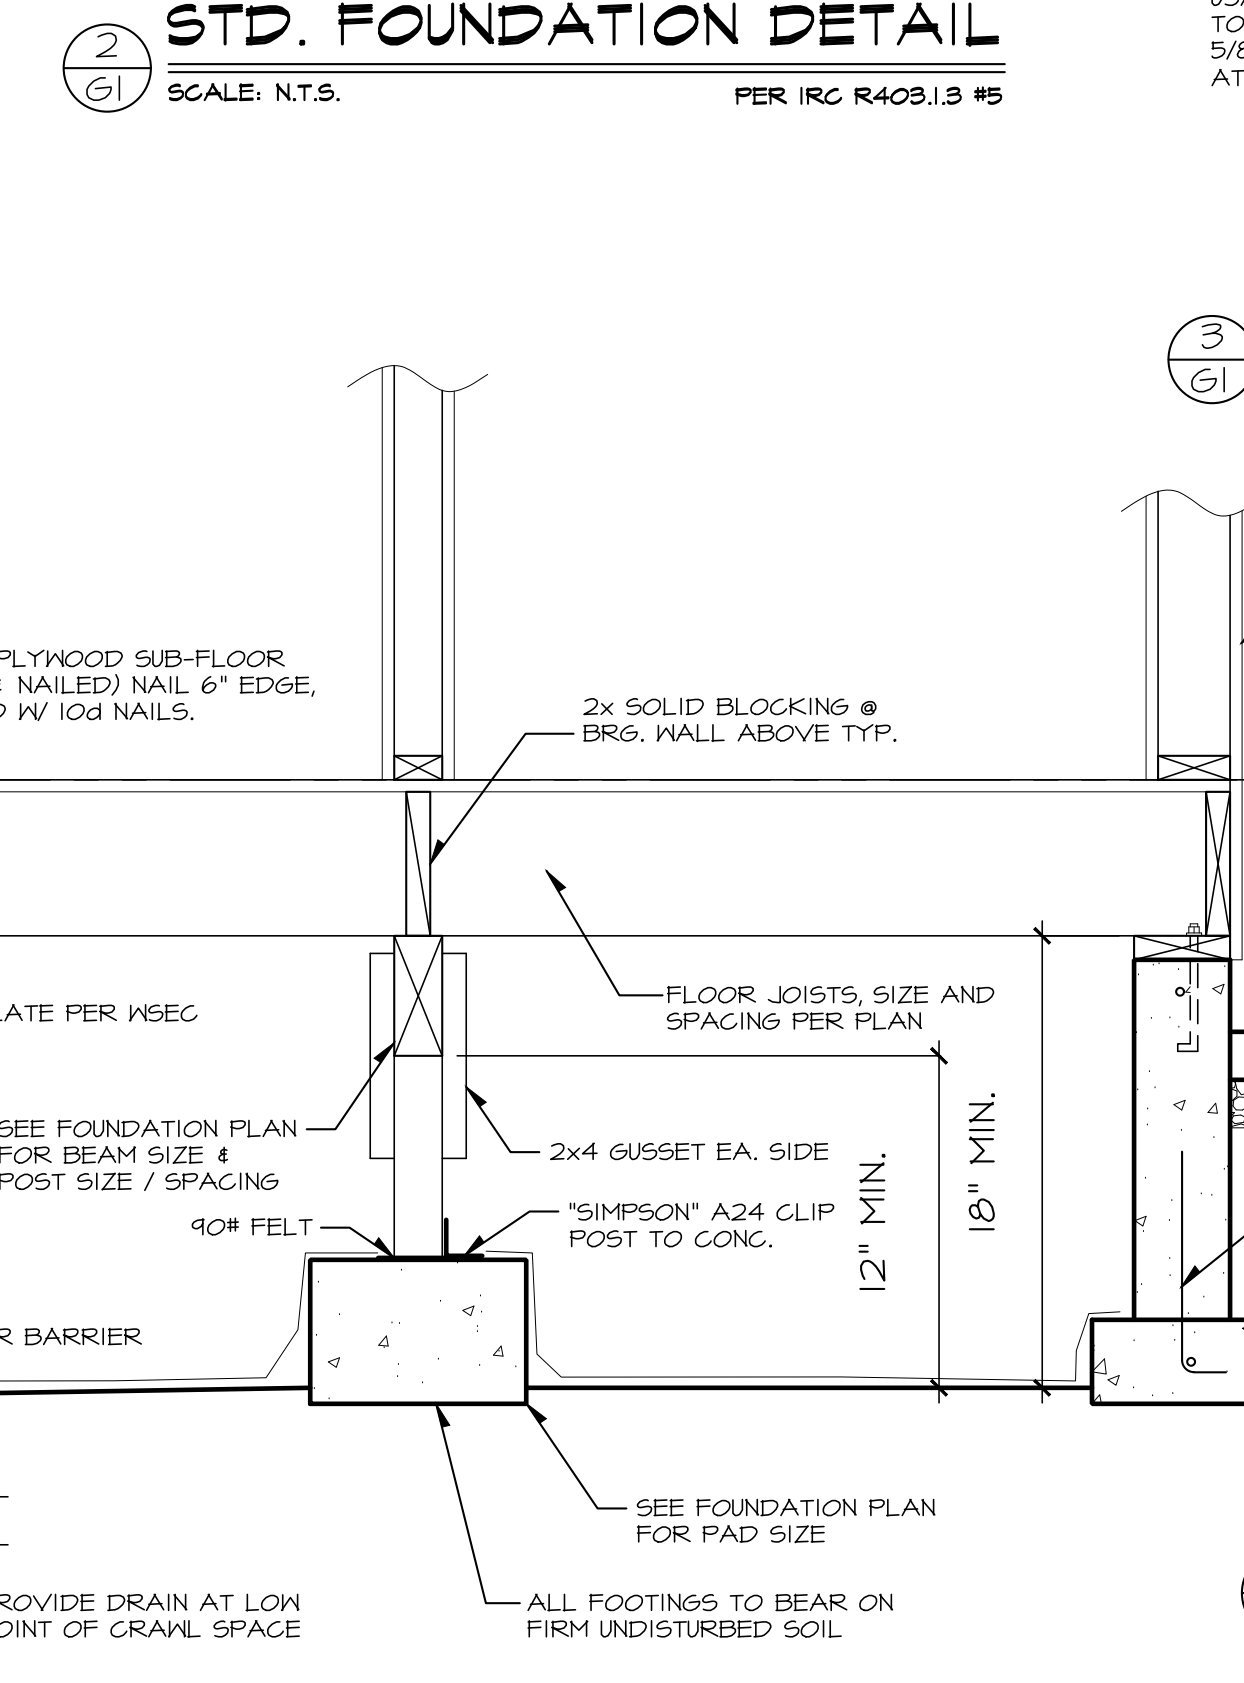 2
G1
STD. FOUNDATION DETAIL
SCALE: N.T.S.
PER IRC R403.1.3 #5
TO
5/8
AT
3
G1
PLYWOOD SUB-FLOOR
NAILED) NAIL 6" EDGE,
W/ 10d NAILS.
2x SOLID BLOCKING @
BRG. WALL ABOVE TYP.
FLOOR JOISTS, SIZE AND
SPACING PER PLAN
PER WSEC
SEE FOUNDATION PLAN
FOR BEAM SIZE &
POST SIZE / SPACING
2x4 GUSSET EA. SIDE
90# FELT
"SIMPSON" A24 CLIP
POST TO CONC.
12" MIN.
18" MIN.
BARRIER
SEE FOUNDATION PLAN
FOR PAD SIZE
ROVIDE DRAIN AT LOW
OINT OF CRAWL SPACE
ALL FOOTINGS TO BEAR ON
FIRM UNDISTURBED SOIL